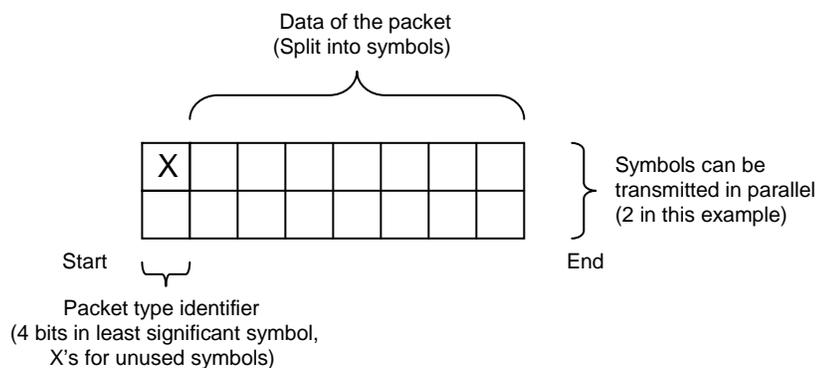 Data of the packet
(Split into symbols)
X
Symbols can be
transmitted in parallel
(2 in this example)
Start
End
Packet type identifier
(4 bits in least significant symbol,
X's for unused symbols)